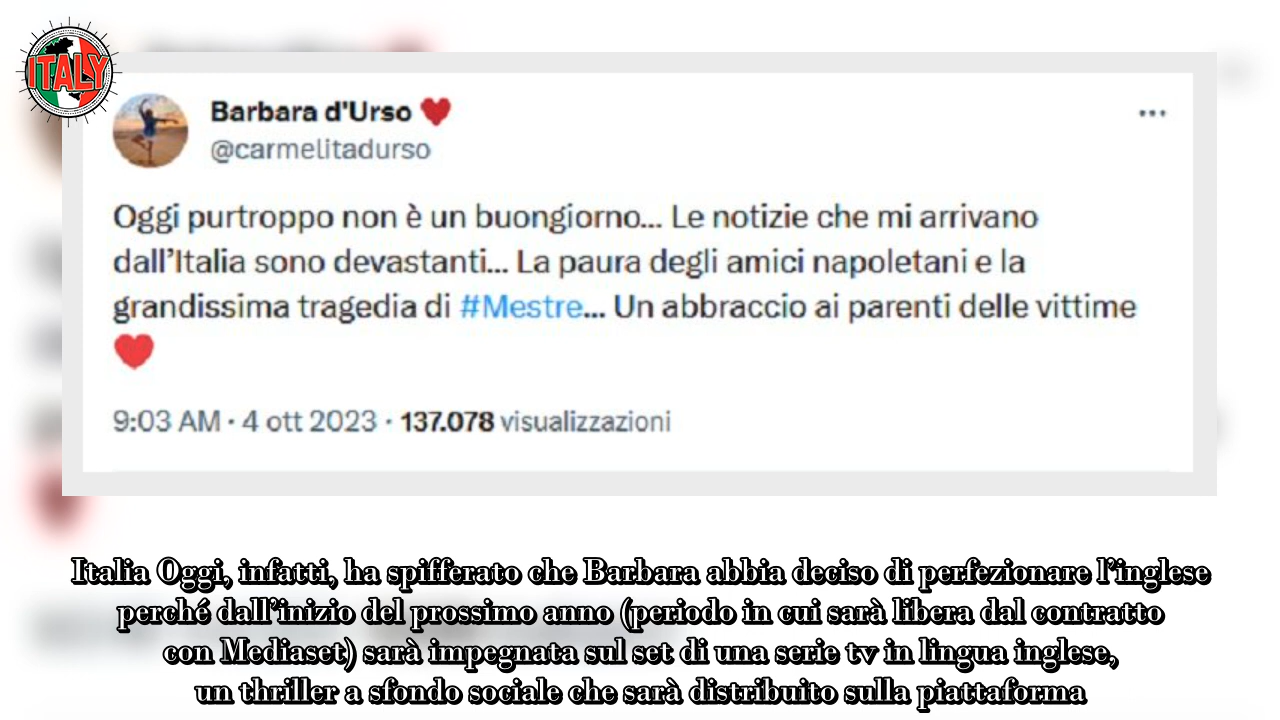 ITALY
Barbara d'Urso ❤️
@carmelitadurso
Oggi purtroppo non è un buongiorno... Le notizie che mi arrivano
dall’Italia sono devastanti... La paura degli amici napoletani e la
grandissima tragedia di #Mestre... Un abbraccio ai parenti delle vittime
❤️
9:03 AM · 4 ott 2023 · 137.078 visualizzazioni
Italia Oggi, infatti, ha spifferato che Barbara abbia deciso di perfezionare l’inglese
perché dall’inizio del prossimo anno (periodo in cui sarà libera dal contratto
con Mediaset) sarà impegnata sul set di una serie tv in lingua inglese,
un thriller a sfondo sociale che sarà distribuito sulla piattaforma